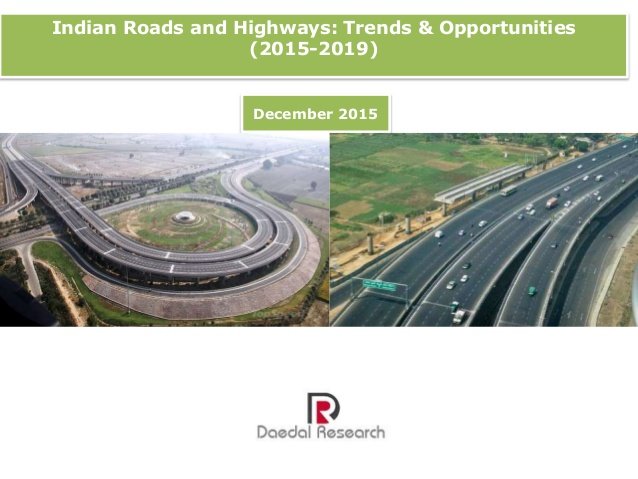 Indian Roads and Highways: Trends & Opportunities
(2015-2019)
December 2015
Daedal Research